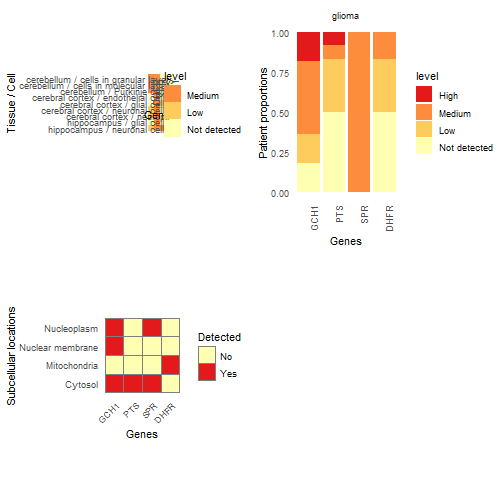 Tissue / Cell
cerebellum / cells in granular
cerebellum / cells in molecular
cerebellum / Purkinje
cerebral cortex / endothelial
cerebral cortex / glia
cerebral cortex / neuronal
cerebral cortex /
hippocampus / glial
hippocampus / neuronal
level
Medium
Low
Not detected
glioma
Patient proportions
1.00
0.75
0.50
0.25
0.00
GCH1
PTS
SPR
DHFR
Genes
level
High
Medium
Low
Not detected
Subcellular locations
Nucleoplasm
Nuclear membrane
Mitochondria
Cytosol
GCH1
PTS
SPR
DHFR
Genes
Detected
No
Yes